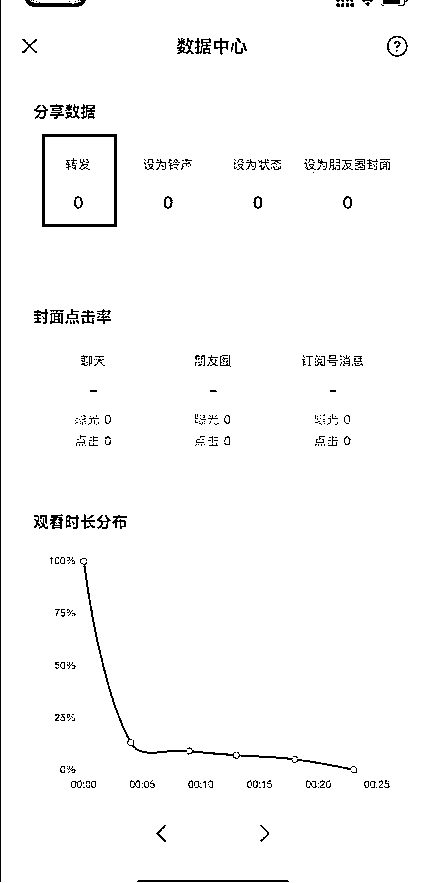 数据中心
分享数据
转发 设为铃声 设为状态 设为朋友圈封面
0 0 0 0
封面点击率
聊天 朋友圈 订阅号消息
- - -
曝光 0 曝光 0 曝光 0
点击 0 点击 0 点击 0
观看时长分布
100%
75%
50%
25%
0%
00:00 00:05 00:10 00:15 00:20 00:25